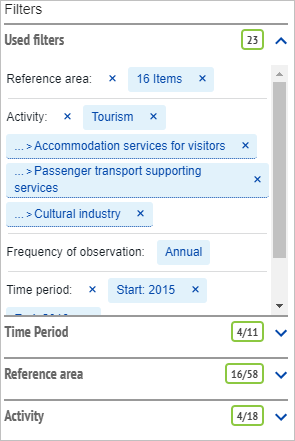 Filters
Used filters 23
Reference area: × 16 Items ×
Activity: × Tourism ×
... > Accommodation services for visitors ×
... > Passenger transport supporting
services ×
... > Cultural industry ×
Frequency of observation: Annual
Time period: × Start: 2015 ×
Time Period 4/11
Reference area 16/58
Activity 4/18